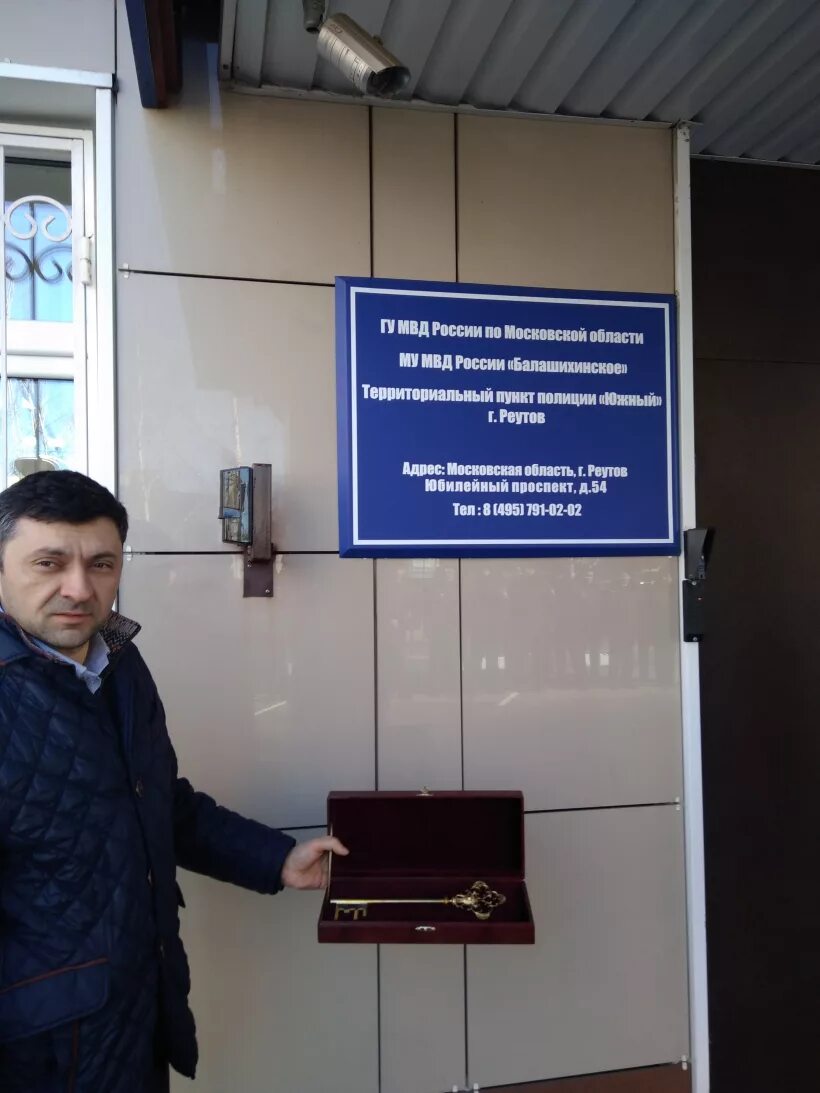 ГУ МВД России по Московской области
МУ МВД России «Балашихинское»
Территориальный пункт полиции «Южный»
г. Реутов
Адрес: Московская область, г. Реутов
Юбилейный проспект, д.54
Тел : 8 (495) 791-02-02